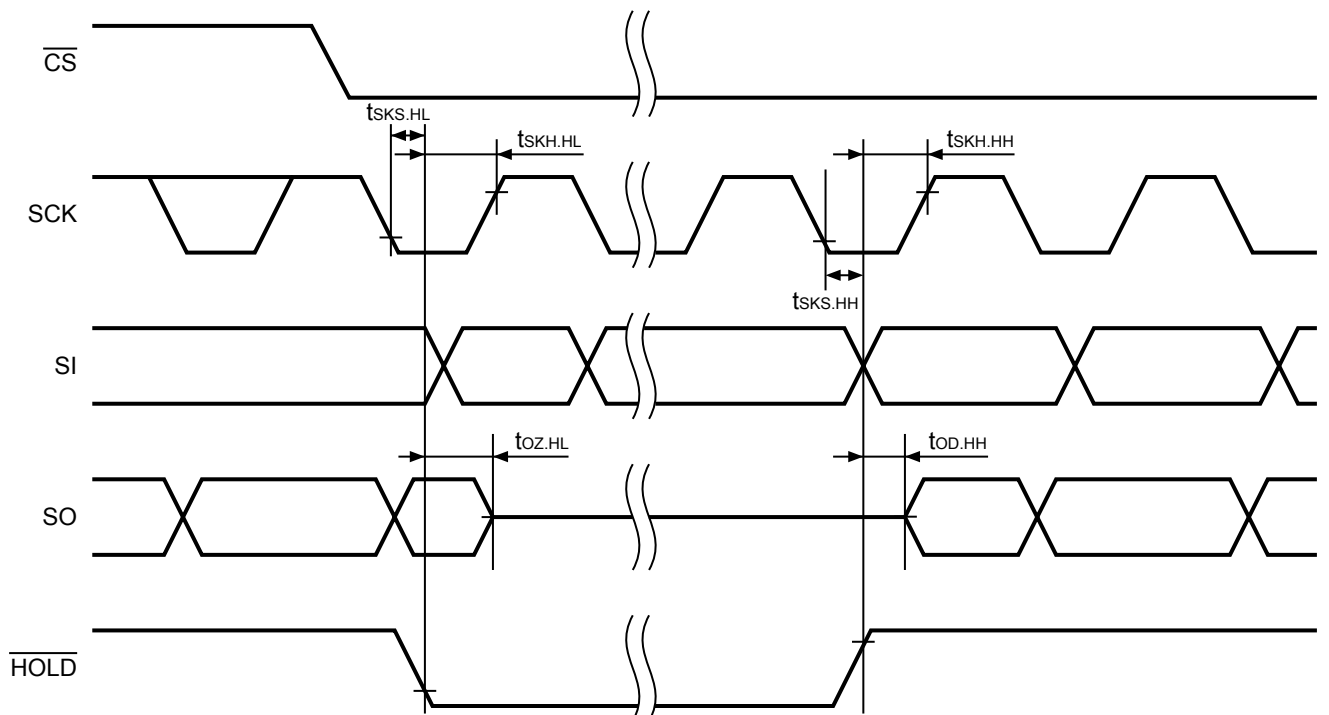 CS
tSKS.HL
tSKH.HL
tSKH.HH
SCK
tSKS.HH
SI
tOZ.HL
tOD.HH
SO
HOLD